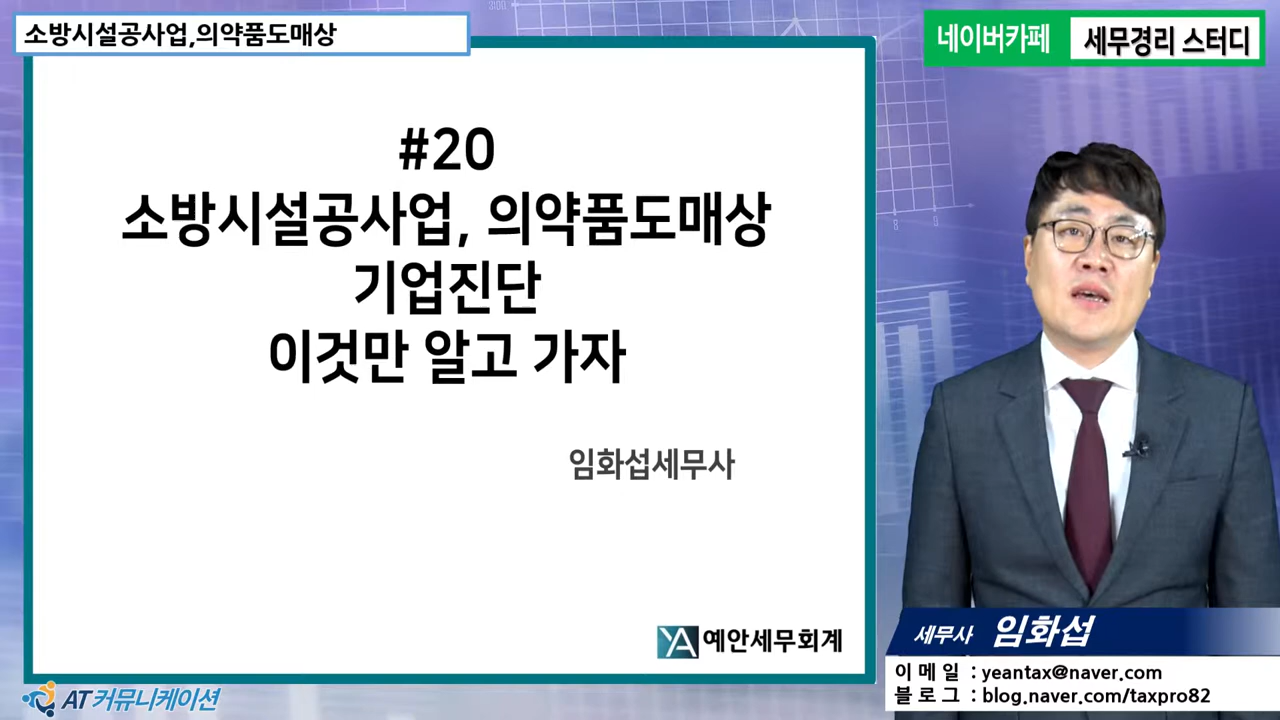 소방시설공사업,의약품도매상
네이버카페 세무경리 스터디
#20
소방시설공사업, 의약품도매상
기업진단
이것만 알고 가자
임화섭세무사
YA 예안세무회계
세무사 임화섭
이 메 일 : yeantax@naver.com
블 로 그 : blog.naver.com/taxpro82
AT커뮤니케이션
8 9